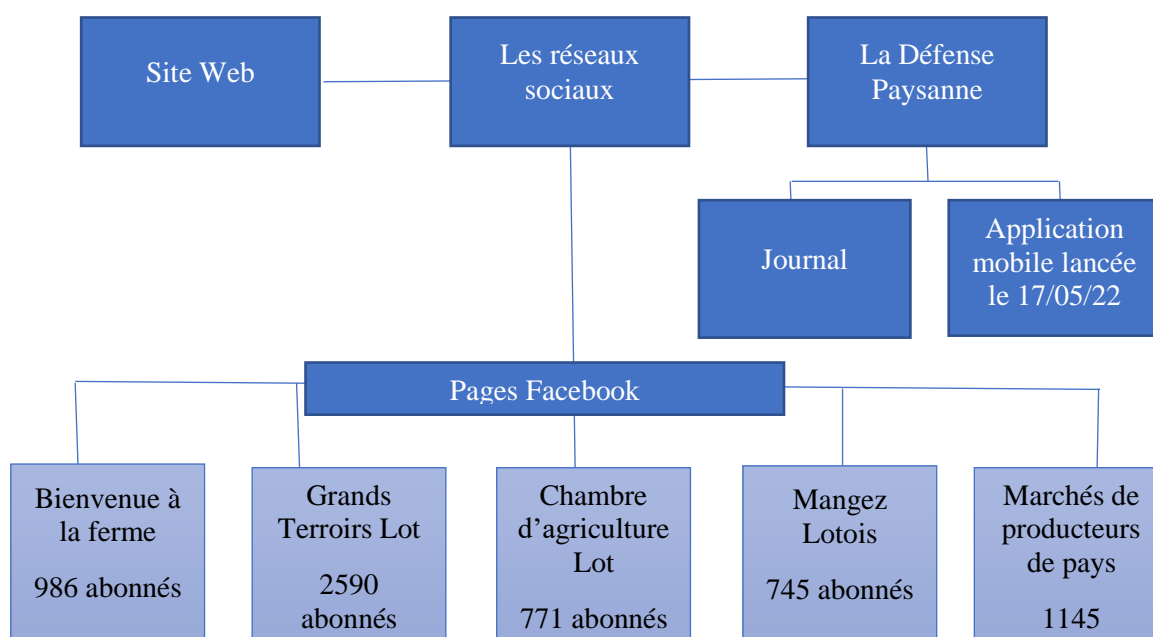 Site Web
Les réseaux
sociaux
La Défense
Paysanne
Journal
Application
mobile lancée
le 17/05/22
Pages Facebook
Bienvenue à
la ferme
986 abonnés
Grands
Terroirs Lot
2590
abonnés
Chambre
d’agriculture
Lot
771 abonnés
Mangez
Lotois
745 abonnés
Marchés de
producteurs
de pays
1145